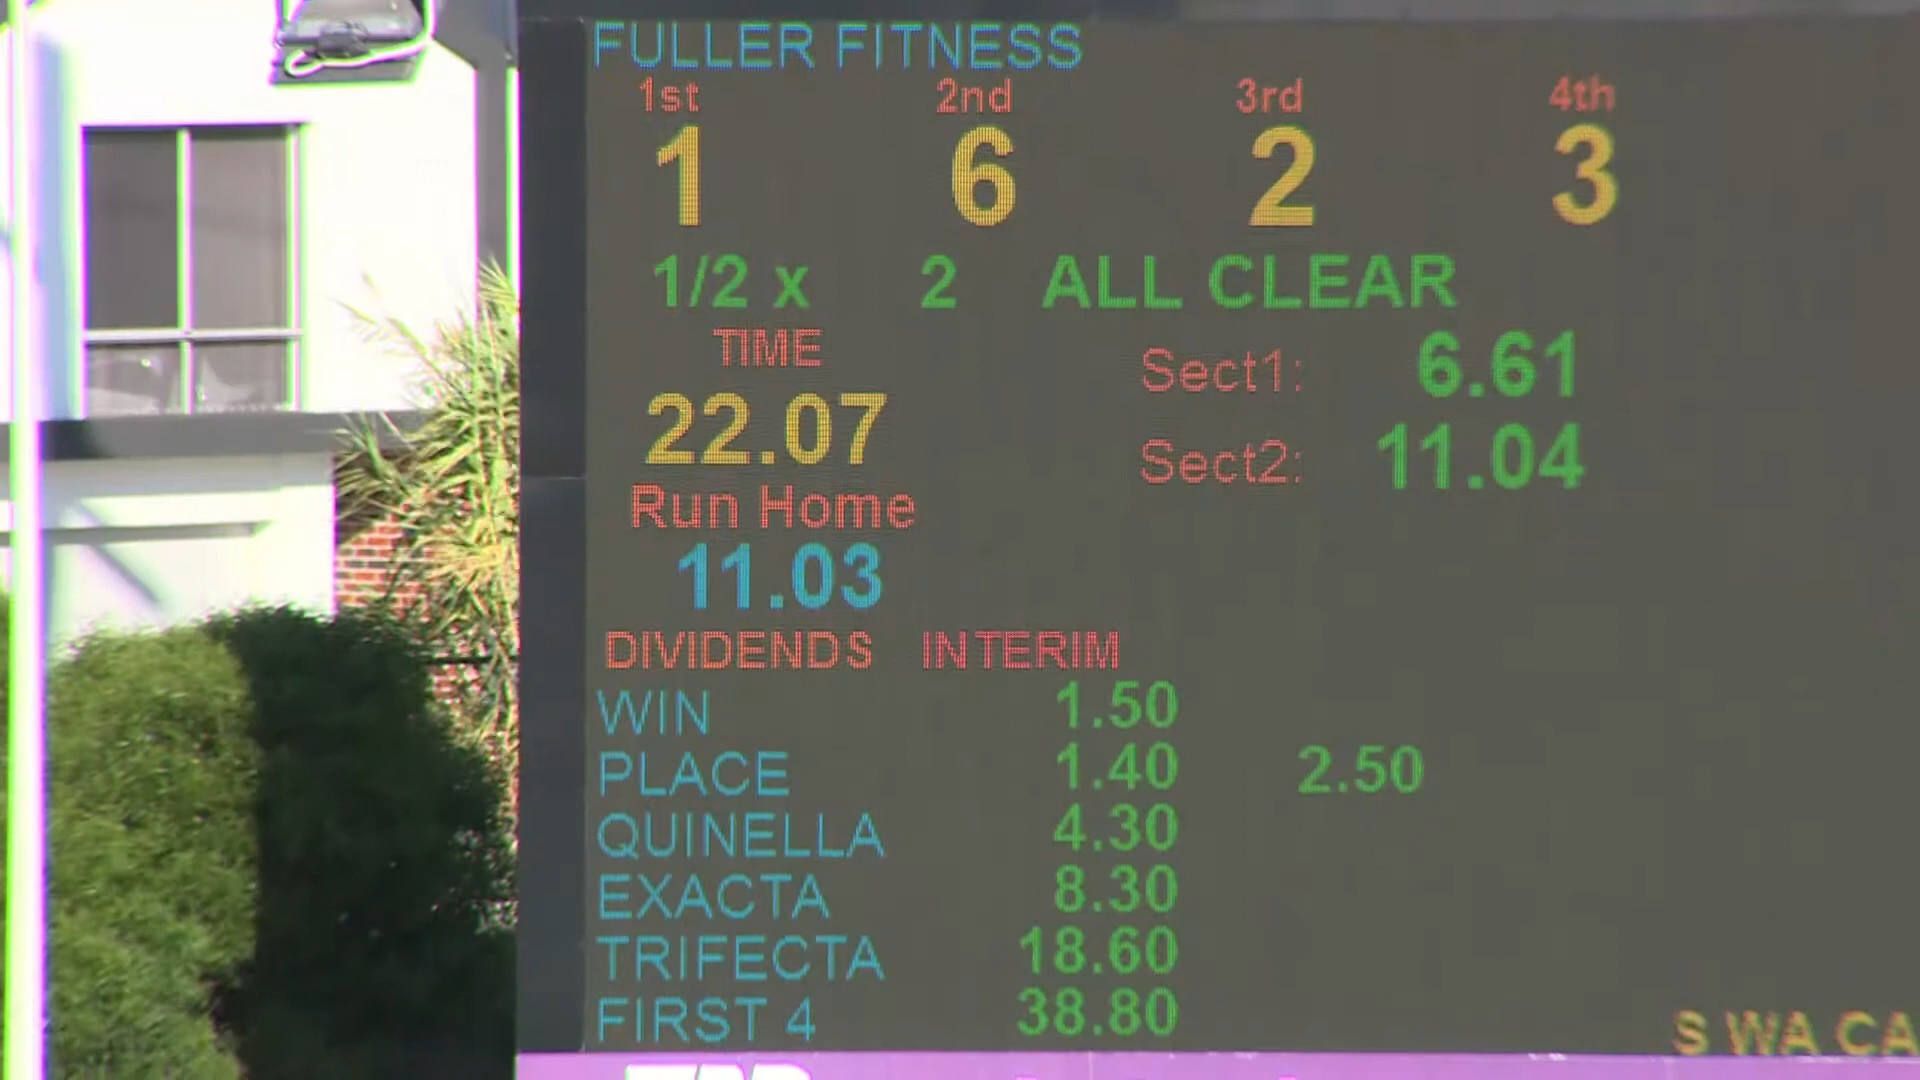 FULLER FITNESS
1st 2nd 3rd 4th
1 6 2 3
1/2 x 2 ALL CLEAR
TIME
Sect1: 6.61
22.07
Sect2: 11.04
Run Home
11.03
DIVIDENDS INTERIM
WIN 1.50
PLACE 1.40 2.50
QUINELLA 4.30
EXACTA 8.30
TRIFECTA 18.60
FIRST 4 38.80
S WA CA